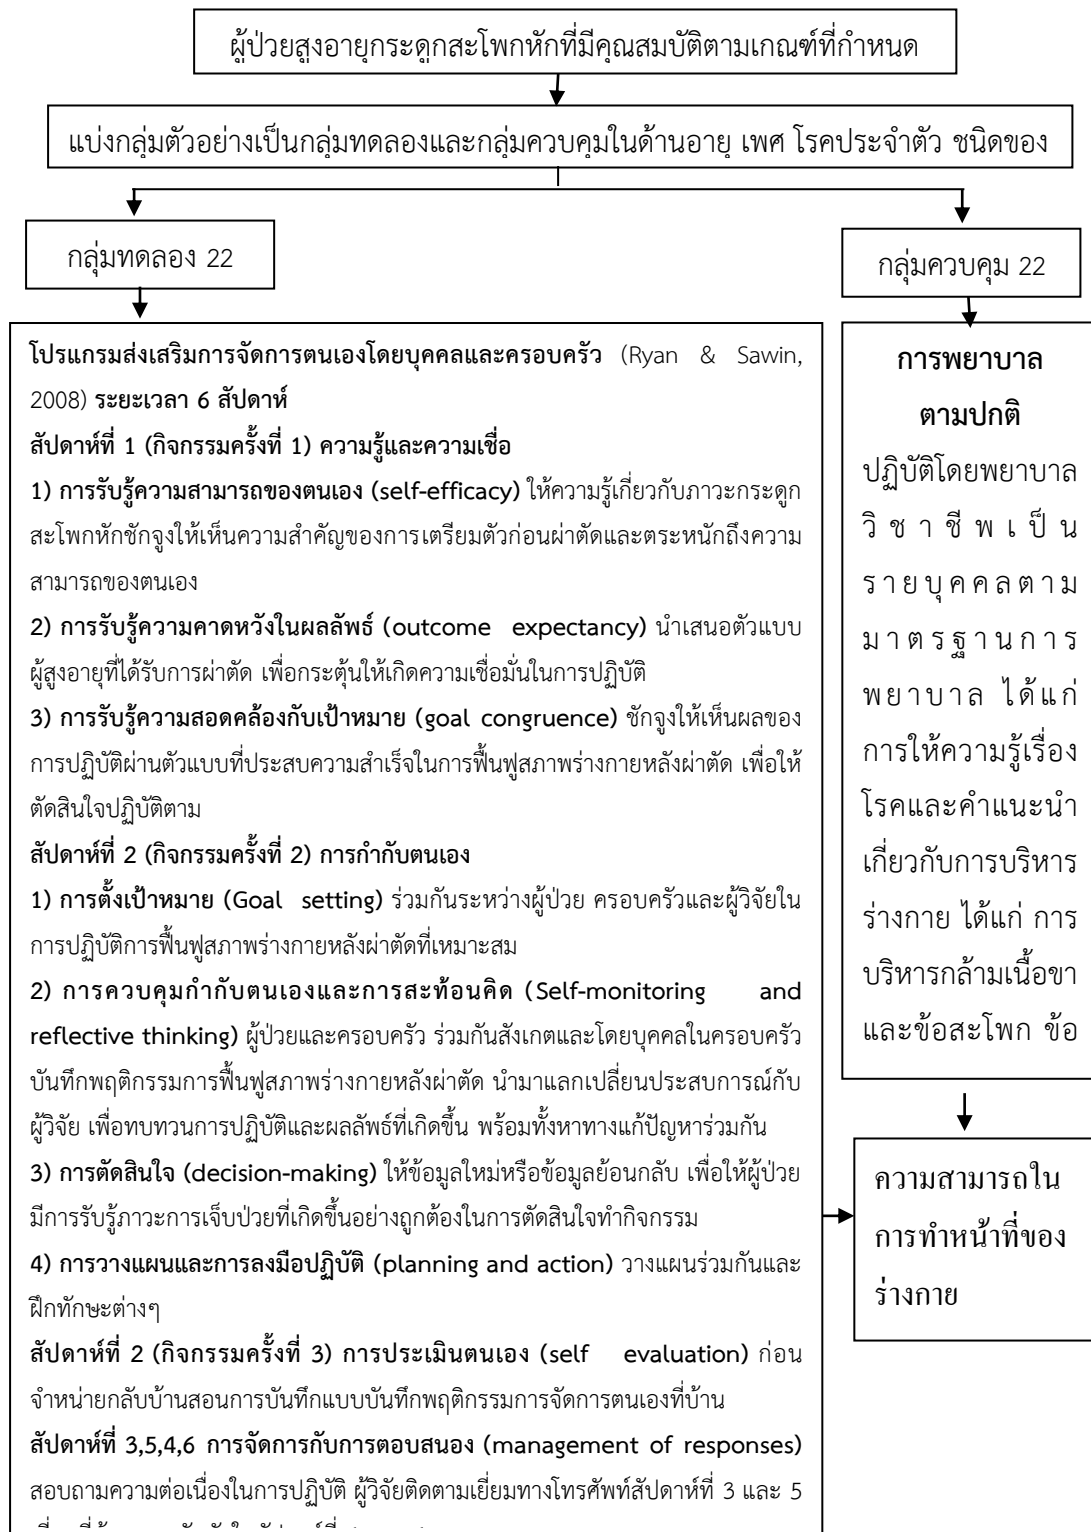 ผู้ป่วยสูงอายุกระดูกสะโพกหักที่มีคุณสมบัติตามเกณฑ์ที่กำหนด
แบ่งกลุ่มตัวอย่างเป็นกลุ่มทดลองและกลุ่มควบคุมในด้านอายุ เพศ โรคประจำตัว ชนิดของ
กลุ่มทดลอง 22
กลุ่มควบคุม 22
โปรแกรมส่งเสริมการจัดการตนเองโดยบุคคลและครอบครัว (Ryan & Sawin,
2008) ระยะเวลา 6 สัปดาห์
สัปดาห์ที่ 1 (กิจกรรมครั้งที่ 1) ความรู้และความเชื่อ
1) การรับรู้ความสามารถของตนเอง (self-efficacy) ให้ความรู้เกี่ยวกับภาวะกระดูก
สะโพกหักชักจูงให้เห็นความสำคัญของการเตรียมตัวก่อนผ่าตัดและตระหนักถึงความ
สามารถของตนเอง
2) การรับรู้ความคาดหวังในผลลัพธ์ (outcome expectancy) นำเสนอตัวแบบ
ผู้สูงอายุที่ได้รับการผ่าตัด เพื่อกระตุ้นให้เกิดความเชื่อมั่นในการปฏิบัติ
3) การรับรู้ความสอดคล้องกับเป้าหมาย (goal congruence) ชักจูงให้เห็นผลของ
การปฏิบัติผ่านตัวแบบที่ประสบความสำเร็จในการฟื้นฟูสภาพร่างกายหลังผ่าตัด เพื่อให้
ตัดสินใจปฏิบัติตาม
สัปดาห์ที่ 2 (กิจกรรมครั้งที่ 2) การกำกับตนเอง
1) การตั้งเป้าหมาย (Goal setting) ร่วมกันระหว่างผู้ป่วย ครอบครัวและผู้วิจัยใน
การปฏิบัติการฟื้นฟูสภาพร่างกายหลังผ่าตัดที่เหมาะสม
2) การควบคุมกำกับตนเองและการสะท้อนคิด (Self-monitoring and
reflective thinking) ผู้ป่วยและครอบครัว ร่วมกันสังเกตและโดยบุคคลในครอบครัว
บันทึกพฤติกรรมการฟื้นฟูสภาพร่างกายหลังผ่าตัด นำมาแลกเปลี่ยนประสบการณ์กับ
ผู้วิจัย เพื่อทบทวนการปฏิบัติและผลลัพธ์ที่เกิดขึ้น พร้อมทั้งหาทางแก้ปัญหาร่วมกัน
3) การตัดสินใจ (decision-making) ให้ข้อมูลใหม่หรือข้อมูลย้อนกลับ เพื่อให้ผู้ป่วย
มีการรับรู้ภาวะการเจ็บป่วยที่เกิดขึ้นอย่างถูกต้องในการตัดสินใจทำกิจกรรม
4) การวางแผนและการลงมือปฏิบัติ (planning and action) วางแผนร่วมกันและ
ฝึกทักษะต่างๆ
สัปดาห์ที่ 2 (กิจกรรมครั้งที่ 3) การประเมินตนเอง (self evaluation) ก่อน
จำหน่ายกลับบ้านสอนการบันทึกแบบบันทึกพฤติกรรมการจัดการตนเองที่บ้าน
สัปดาห์ที่ 3,5,4,6 การจัดการกับการตอบสนอง (management of responses)
สอบถามความต่อเนื่องในการปฏิบัติ ผู้วิจัยติดตามเยี่ยมทางโทรศัพท์สัปดาห์ที่ 3 และ 5
การพยาบาล
ตามปกติ
ปฏิบัติโดยพยาบาล
วิชาชีพเป็น
รายบุคคลตาม
มาตรฐานการ
พยาบาล ได้แก่
การให้ความรู้เรื่อง
โรคและคำแนะนำ
เกี่ยวกับการบริหาร
ร่างกาย ได้แก่ การ
บริหารกล้ามเนื้อขา
และข้อสะโพก ข้อ
ความสามารถใน
การทำหน้าที่ของ
ร่างกาย